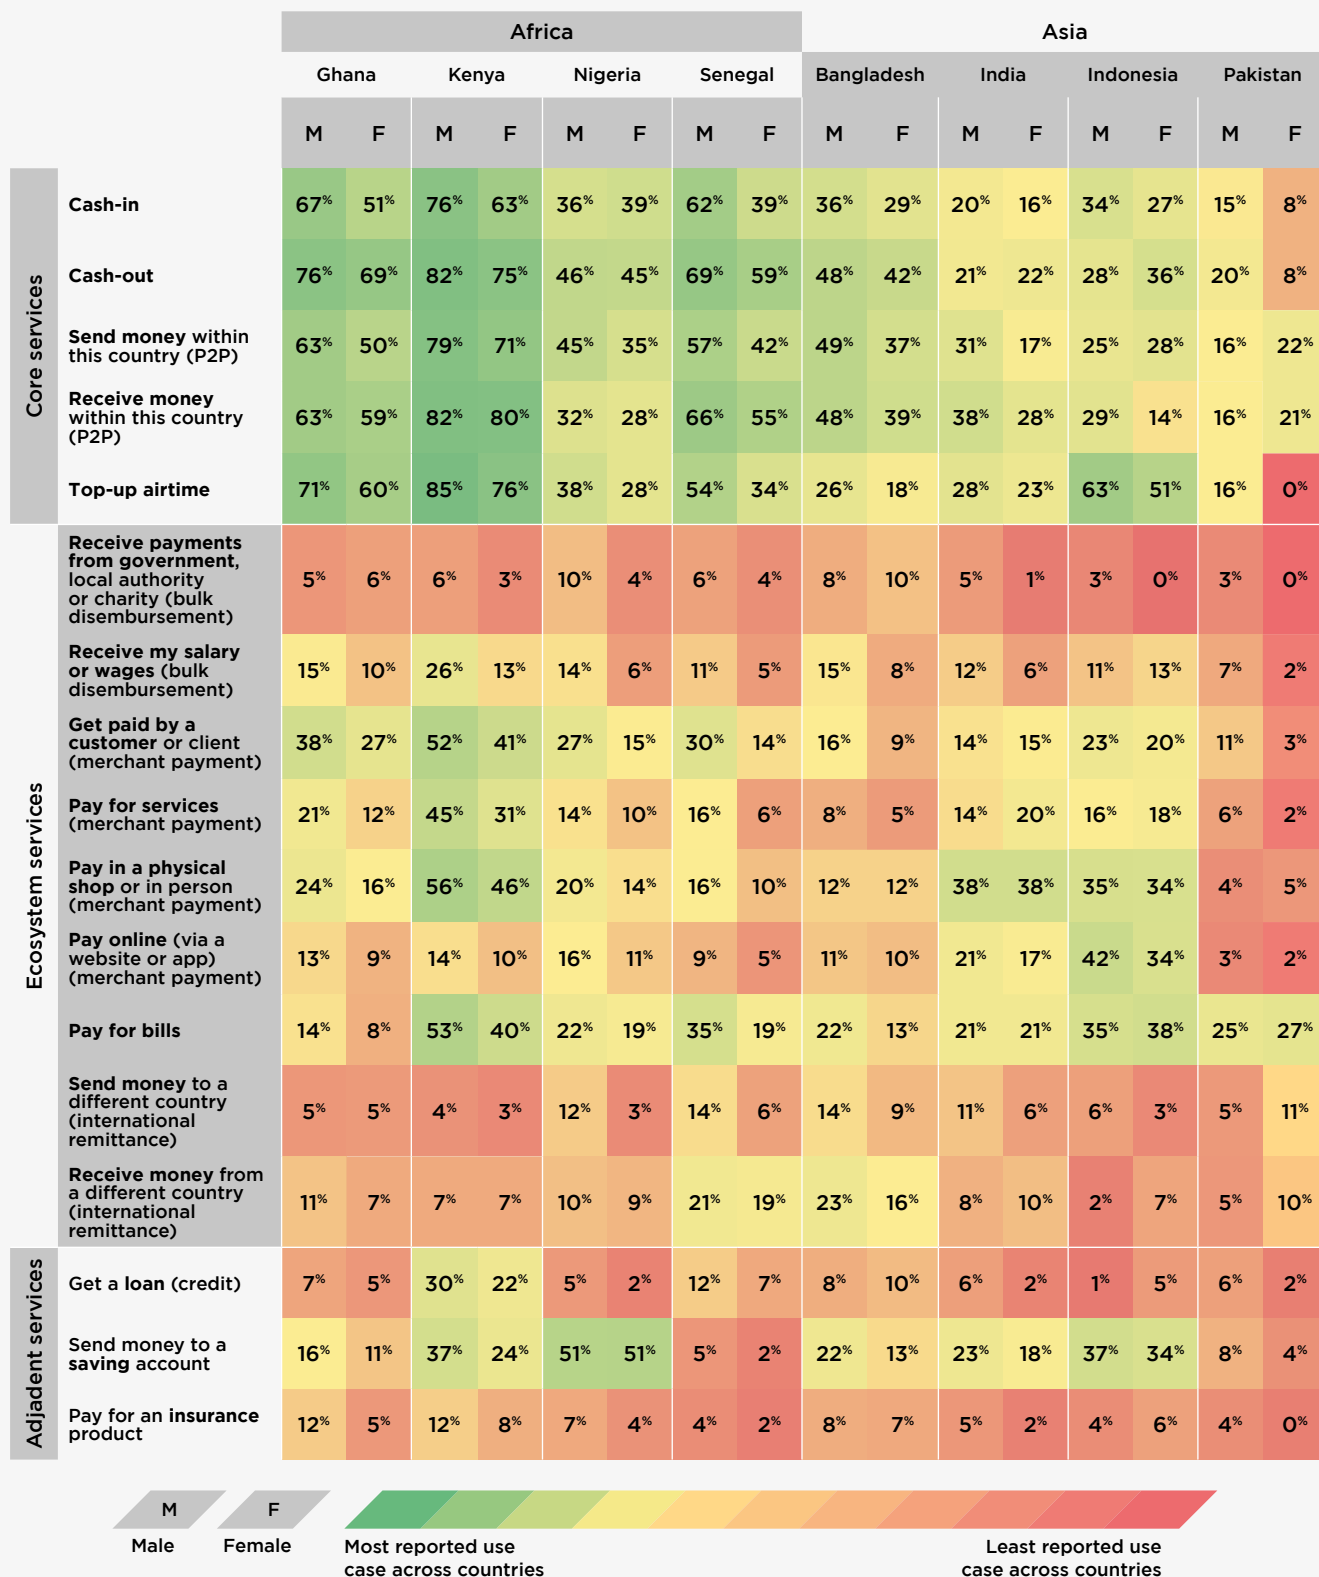 Africa Asia
Ghana Kenya Nigeria Senegal Bangladesh India Indonesia Pakistan
M F M F M F M F M F M F M F M F
Core services
Cash-in 67% 51% 76% 63% 36% 39% 62% 39% 36% 29% 20% 16% 34% 27% 15% 8%
Cash-out 76% 69% 82% 75% 46% 45% 69% 59% 48% 42% 21% 22% 28% 36% 20% 8%
Send money within
this country (P2P) 63% 50% 79% 71% 45% 35% 57% 42% 49% 37% 31% 17% 25% 28% 16% 22%
Receive money
within this country
(P2P) 63% 59% 82% 80% 32% 28% 66% 55% 48% 39% 38% 28% 29% 14% 16% 21%
Top-up airtime 71% 60% 85% 76% 38% 28% 54% 34% 26% 18% 28% 23% 63% 51% 16% 0%
Ecosystem services
Receive payments
from government,
local authority
or charity (bulk
disembursement) 5% 6% 6% 3% 10% 4% 6% 4% 8% 10% 5% 1% 3% 0% 3% 0%
Receive my salary
or wages (bulk
disembursement) 15% 10% 26% 13% 14% 6% 11% 5% 15% 8% 12% 6% 11% 13% 7% 2%
Get paid by a
customer or client
(merchant payment) 38% 27% 52% 41% 27% 15% 30% 14% 16% 9% 14% 15% 23% 20% 11% 3%
Pay for services
(merchant payment) 21% 12% 45% 31% 14% 10% 16% 6% 8% 5% 14% 20% 16% 18% 6% 2%
Pay in a physical
shop or in person
(merchant payment) 24% 16% 56% 46% 20% 14% 16% 10% 12% 12% 38% 38% 35% 34% 4% 5%
Pay online (via a
website or app)
(merchant payment) 13% 9% 14% 10% 16% 11% 9% 5% 11% 10% 21% 17% 42% 34% 3% 2%
Pay for bills 14% 8% 53% 40% 22% 19% 35% 19% 22% 13% 21% 21% 35% 38% 25% 27%
Send money to a
different country
(international
remittance) 5% 5% 4% 3% 12% 3% 14% 6% 14% 9% 11% 6% 6% 3% 5% 11%
Receive money from
a different country
(international
remittance) 11% 7% 7% 7% 10% 9% 21% 19% 23% 16% 8% 10% 2% 7% 5% 10%
Adjadent services
Get a loan (credit) 7% 5% 30% 22% 5% 2% 12% 7% 8% 10% 6% 2% 1% 5% 6% 2%
Send money to a
saving account 16% 11% 37% 24% 51% 51% 5% 2% 22% 13% 23% 18% 37% 34% 8% 4%
Pay for an insurance
product 12% 5% 12% 8% 7% 4% 4% 2% 8% 7% 5% 2% 4% 6% 4% 0%
M F
Male Female
Most reported use
case across countries
Least reported use
case across countries